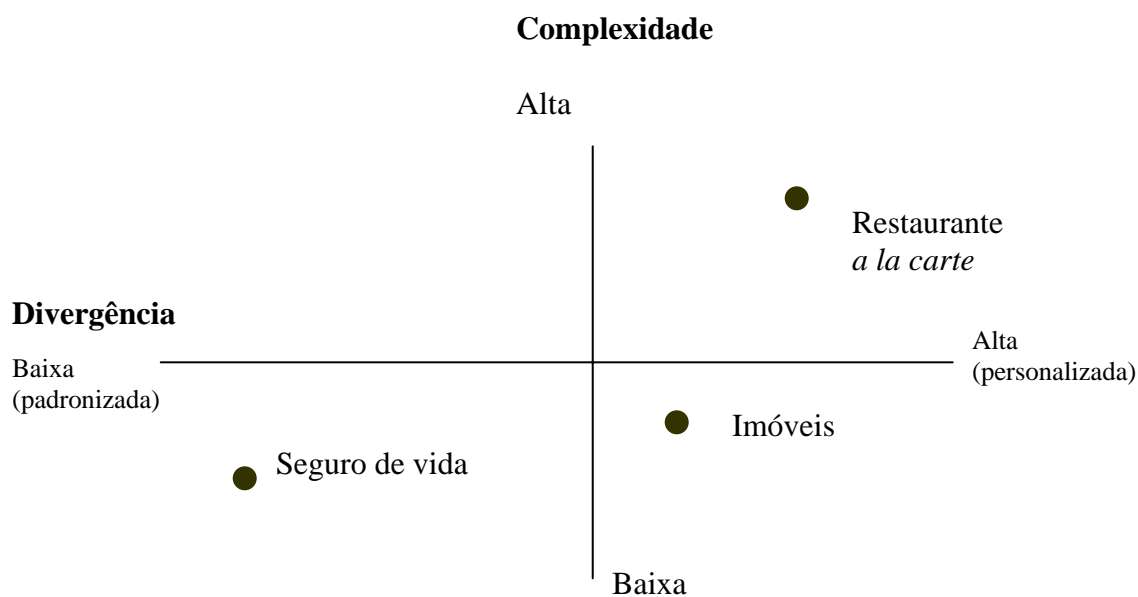 Complexidade
Alta
Restaurante
a la carte
Divergência
Alta
(personalizada)
Baixa
(padronizada)
Imóveis
Seguro de vida
Baixa